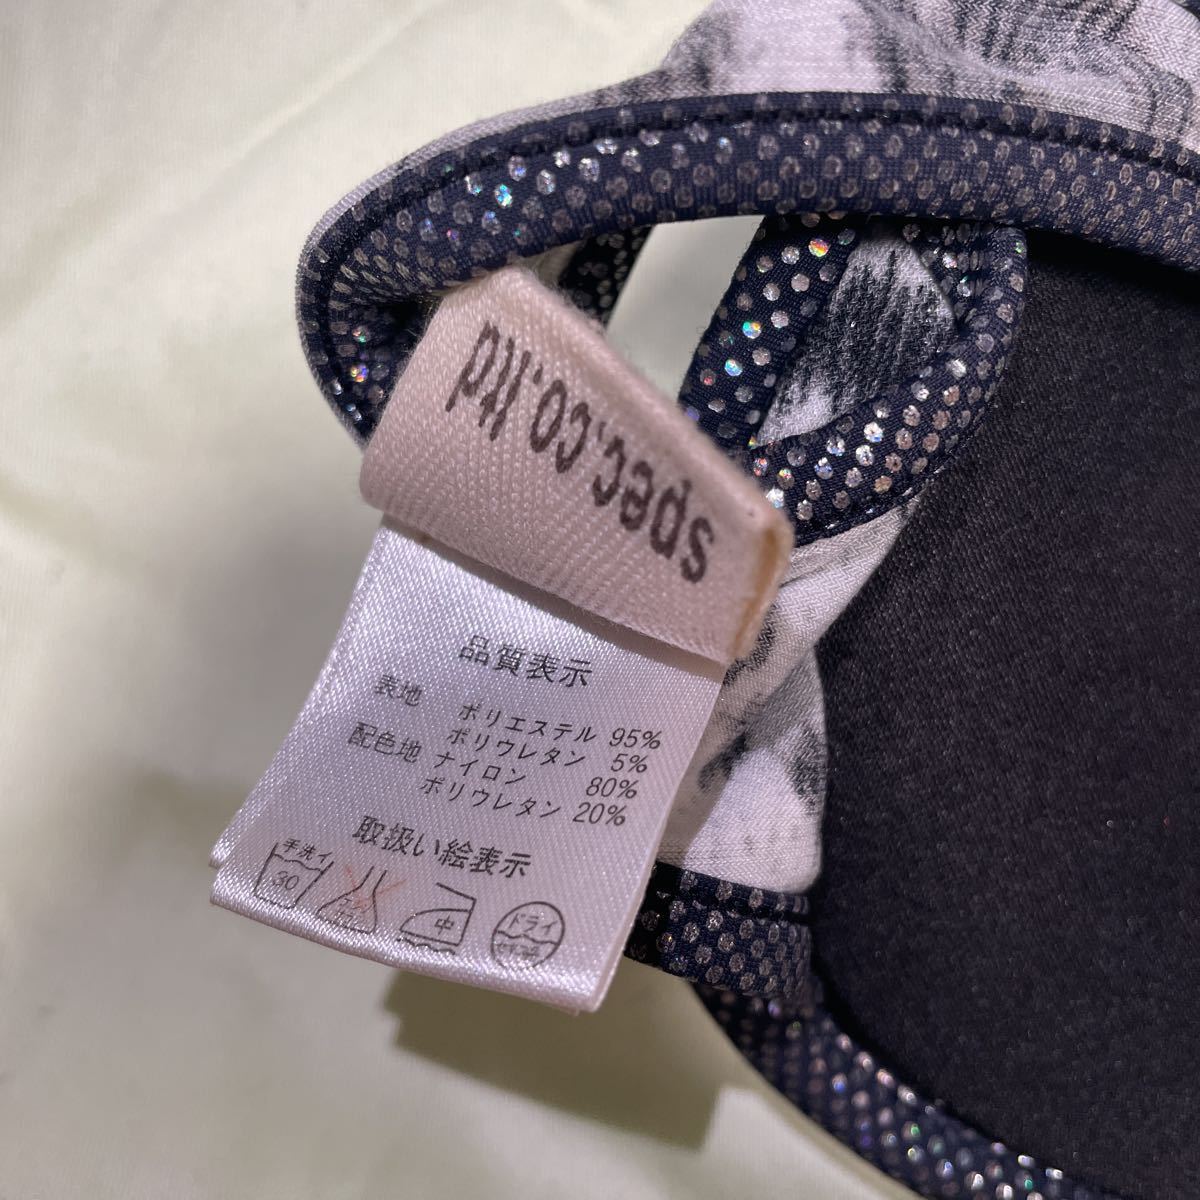 spec.co.ltd
品質表示
表地 ポリエステル 95%
ポリウレタン 5%
配色地 ナイロン 80%
ポリウレタン 20%
取扱い絵表示
手洗イ 30 中 ドライ